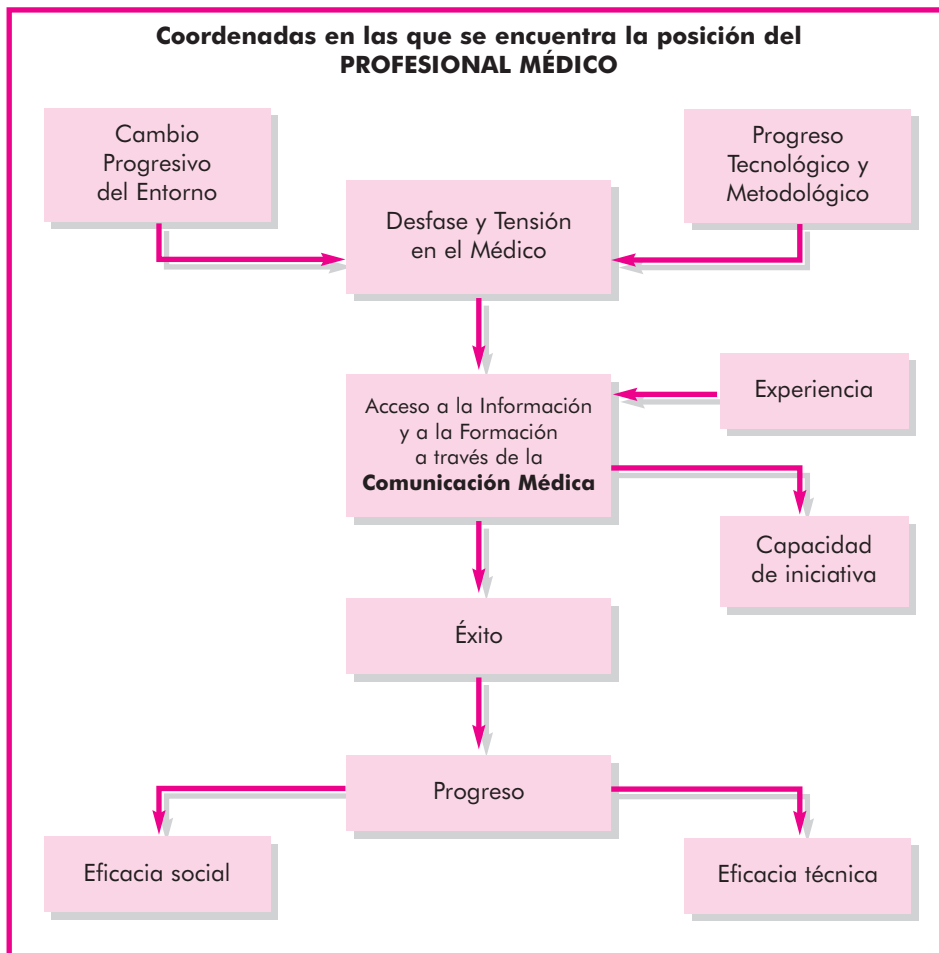 Coordenadas en las que se encuentra la posición del
PROFESIONAL MÉDICO
Cambio
Progresivo
del Entorno
Progreso
Tecnológico y
Metodológico
Desfase y Tensión
en el Médico
Acceso a la Información
y a la Formación
a través de la
Comunicación Médica
Experiencia
Capacidad
de iniciativa
Éxito
Progreso
Eficacia social
Eficacia técnica